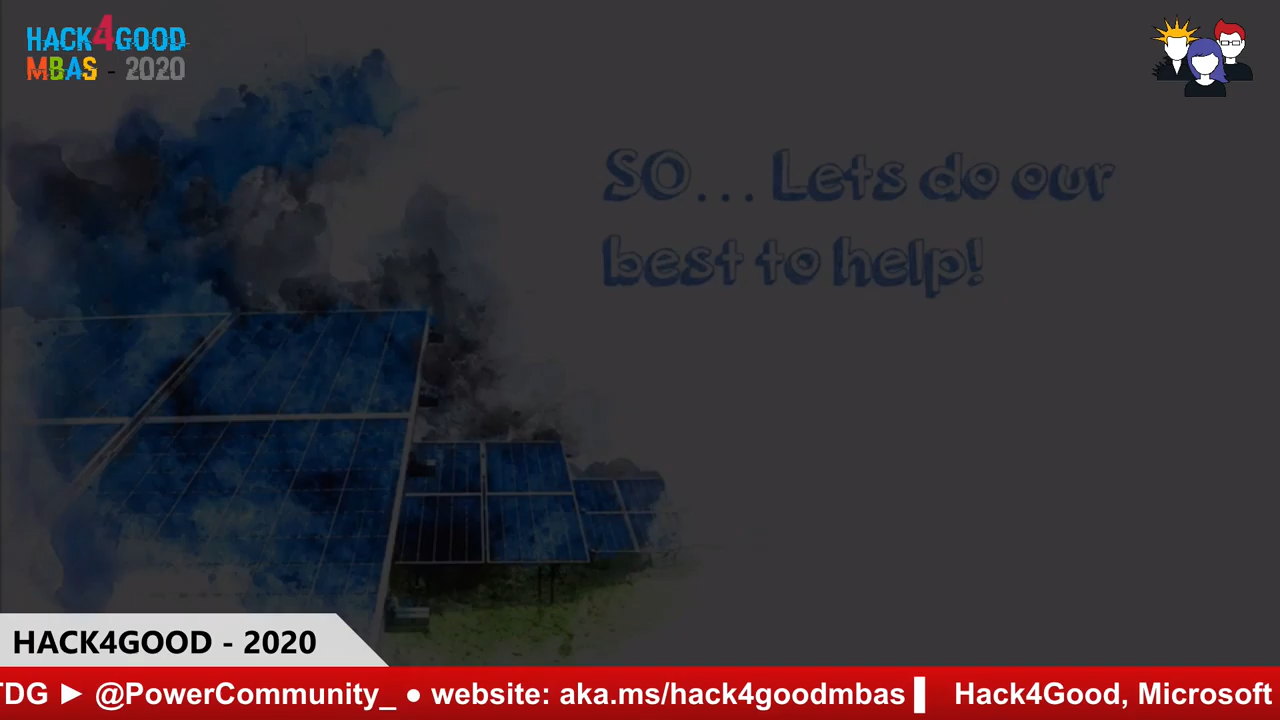 HACK4GOOD
MBAS - 2020
SO... Lets do our
best to help!
HACK4GOOD - 2020
TDG ► @PowerCommunity_ ● website: aka.ms/hack4goodmbas ▌ Hack4Good, Microsoft